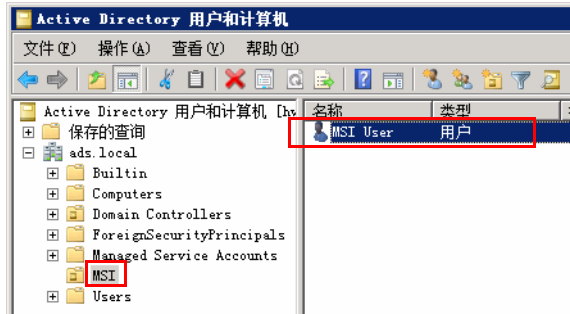 Active Directory 用户和计算机
文件(F) 操作(A) 查看(V) 帮助(H)
Active Directory 用户和计算机 [hy
保存的查询
ads.local
Builtin
Computers
Domain Controllers
ForeignSecurityPrincipals
Managed Service Accounts
MSI
Users
名称 类型
MSI User 用户